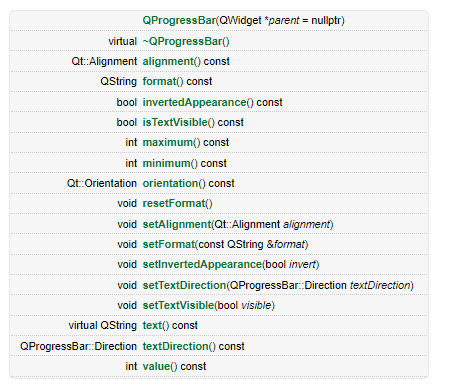 QProgressBar(QWidget *parent = nullptr)
virtual ~QProgressBar()
Qt::Alignment alignment() const
QString format() const
bool invertedAppearance() const
bool isTextVisible() const
int maximum() const
int minimum() const
Qt::Orientation orientation() const
void resetFormat()
void setAlignment(Qt::Alignment alignment)
void setFormat(const QString &format)
void setInvertedAppearance(bool invert)
void setTextDirection(QProgressBar::Direction textDirection)
void setTextVisible(bool visible)
virtual QString text() const
QProgressBar::Direction textDirection() const
int value() const